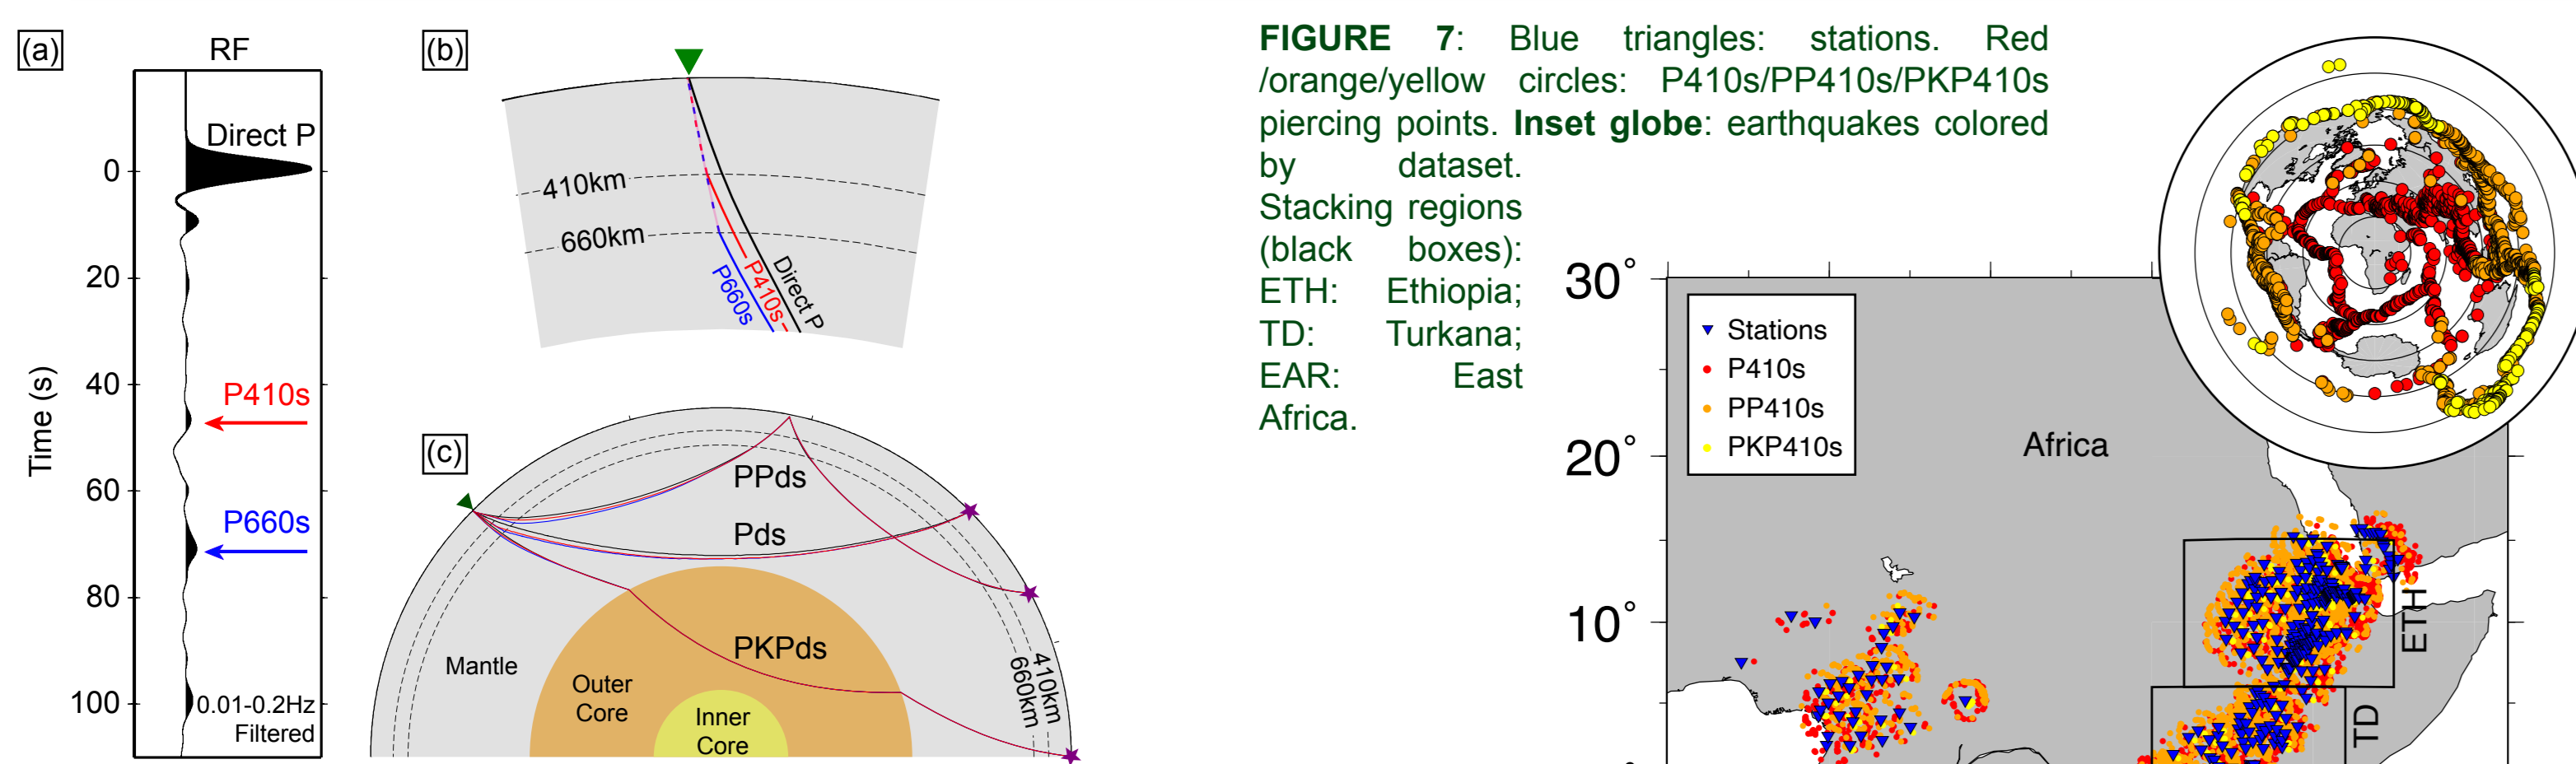 (a)
RF
Direct P
0
20
40
60
80
100
Time (s)
P410s
P660s
0.01-0.2Hz
Filtered
(b)
410km
660km
P660s
P410s
Direct P
(c)
PPds
Pds
PKPds
Mantle
Outer
Core
Inner
Core
410km
660km
FIGURE 7: Blue triangles: stations. Red
/orange/yellow circles: P410s/PP410s/PKP410s
piercing points. Inset globe: earthquakes colored
by dataset.
Stacking regions
(black boxes):
ETH: Ethiopia;
TD: Turkana;
EAR: East
Africa.
30°
20°
10°
Stations
P410s
PP410s
PKP410s
Africa
ETH
TD